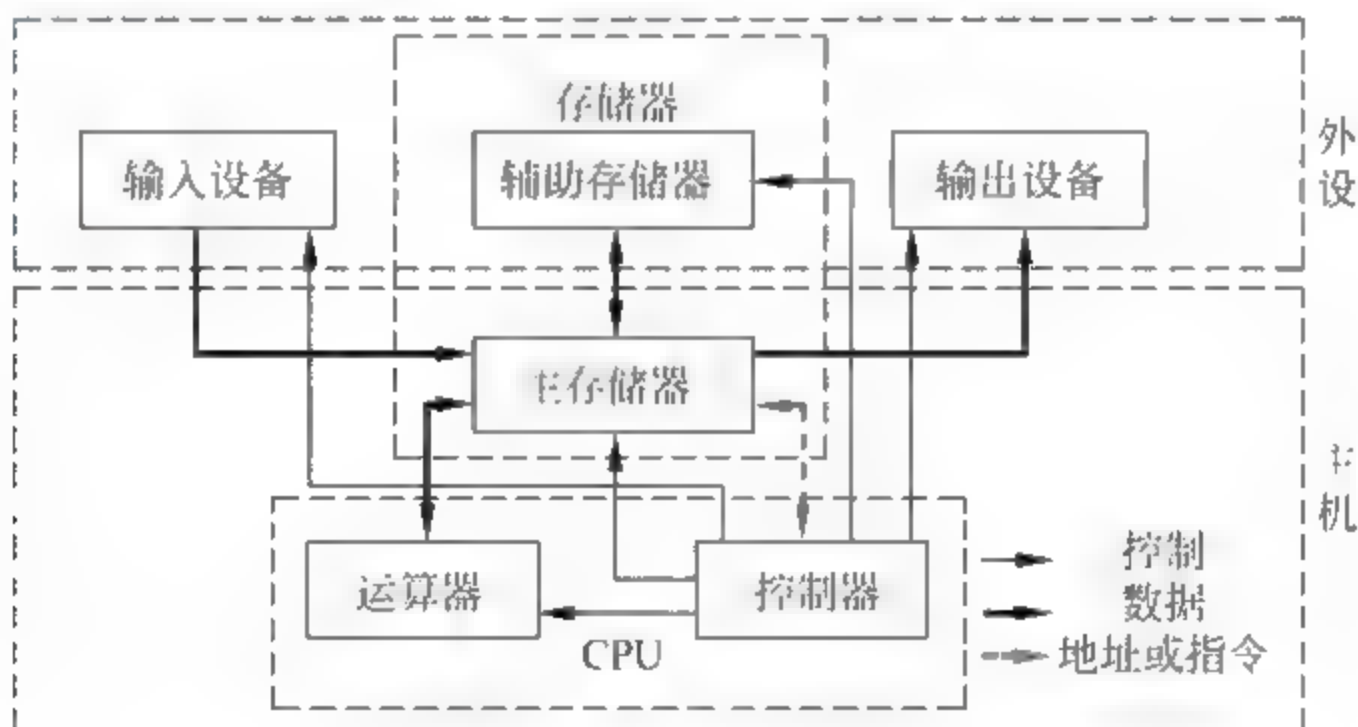 存储器
输入设备
辅助存储器
输出设备
外设
主存储器
主机
运算器
控制器
CPU
控制
数据
地址或指令